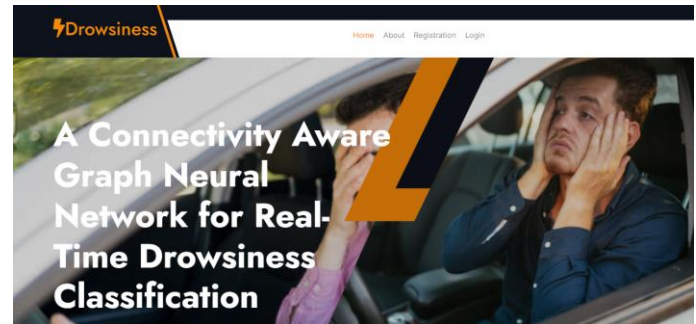 Drowsiness
Home About Registration Login
A Connectivity Aware
Graph Neural
Network for Real-
Time Drowsiness
Classification